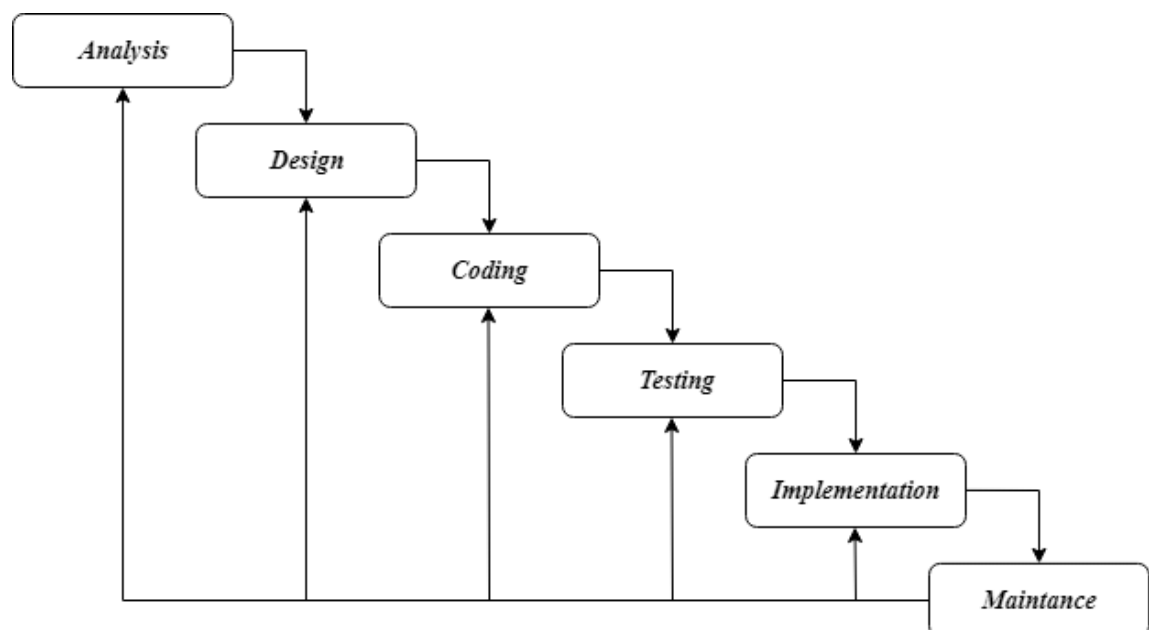 Analysis
Design
Coding
Testing
Implementation
Maintance